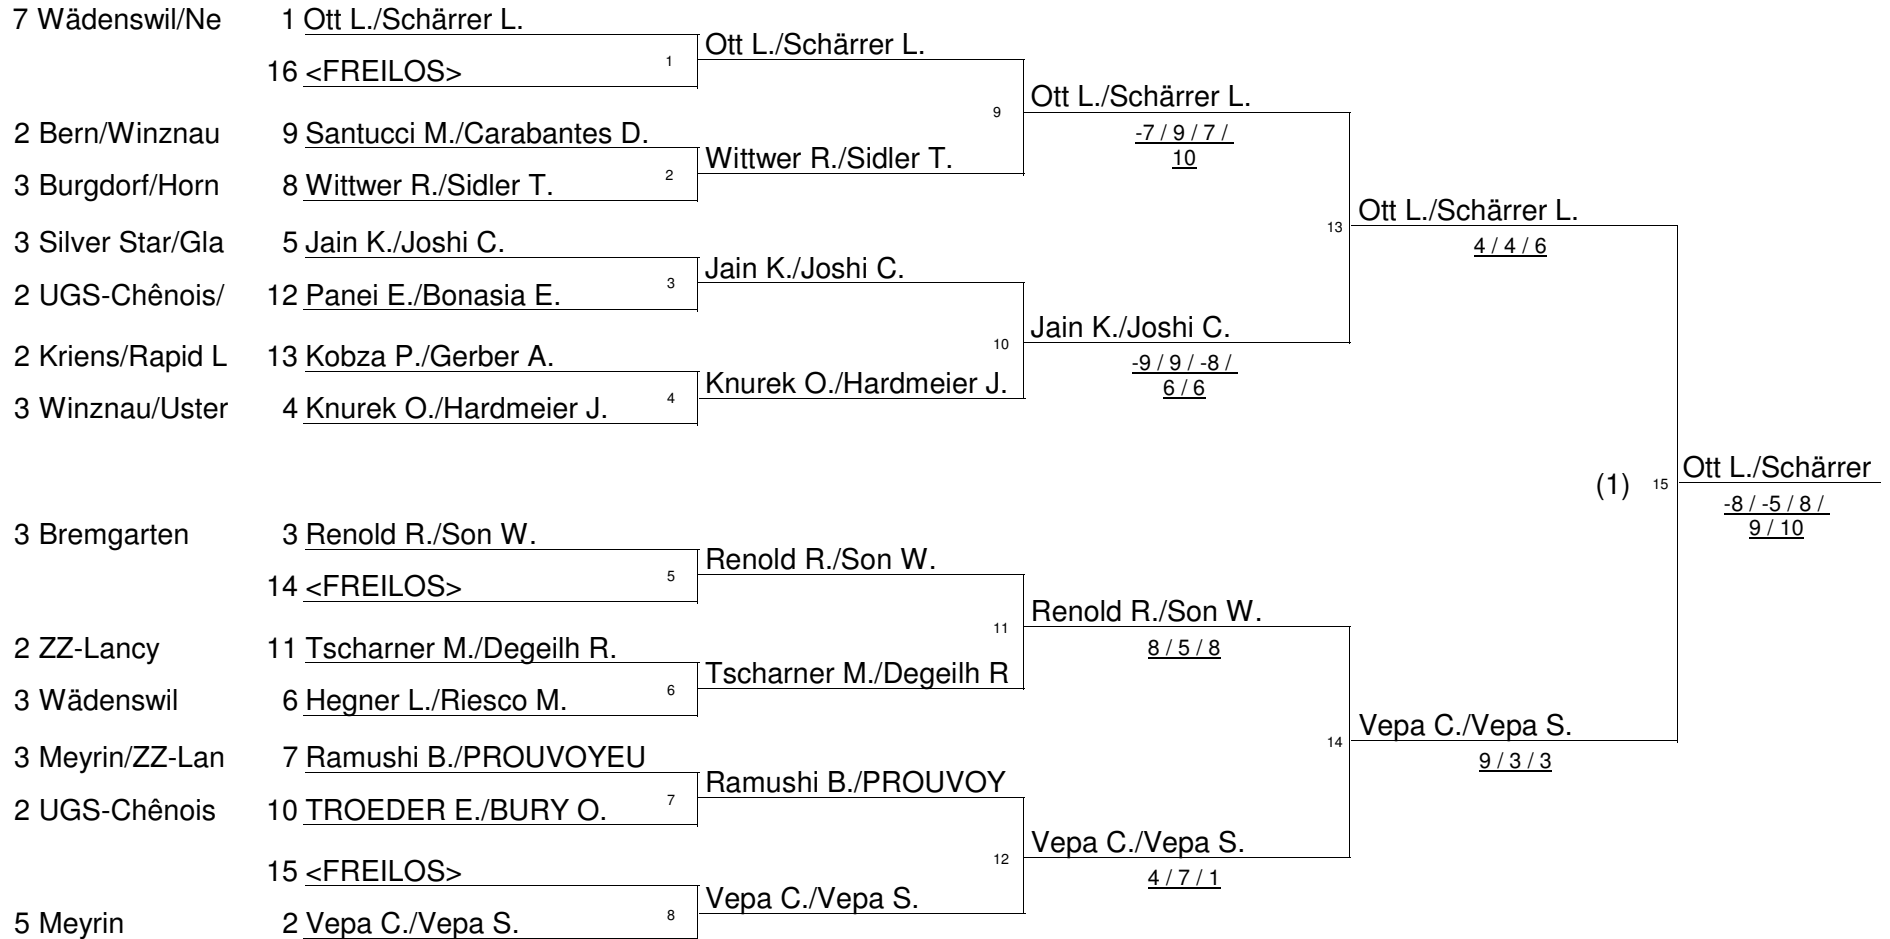 7 Wädenswil/Ne 1 Ott L./Schärrer L.
Ott L./Schärrer L.
1
16 <FREILOS>
Ott L./Schärrer L.
9
-7 / 9 / 7 /
10
2 Bern/Winznau 9 Santucci M./Carabantes D.
Wittwer R./Sidler T.
2
3 Burgdorf/Horn 8 Wittwer R./Sidler T.
Ott L./Schärrer L.
13
4 / 4 / 6
3 Silver Star/Gla 5 Jain K./Joshi C.
Jain K./Joshi C.
3
2 UGS-Chênois/ 12 Panei E./Bonasia E.
Jain K./Joshi C.
10
-9 / 9 / -8 /
6 / 6
2 Kriens/Rapid L 13 Kobza P./Gerber A.
Knurek O./Hardmeier J.
4
3 Winznau/Uster 4 Knurek O./Hardmeier J.
Ott L./Schärrer
(1) 15
-8 / -5 / 8 /
9 / 10
3 Bremgarten 3 Renold R./Son W.
Renold R./Son W.
5
14 <FREILOS>
Renold R./Son W.
11
8 / 5 / 8
2 ZZ-Lancy 11 Tscharner M./Degeilh R.
Tscharner M./Degeilh R
6
3 Wädenswil 6 Hegner L./Riesco M.
Vepa C./Vepa S.
14
9 / 3 / 3
3 Meyrin/ZZ-Lan 7 Ramushi B./PROUVOYEU
Ramushi B./PROUVOY
7
2 UGS-Chênois 10 TROEDER E./BURY O.
Vepa C./Vepa S.
12
4 / 7 / 1
15 <FREILOS>
Vepa C./Vepa S.
8
5 Meyrin 2 Vepa C./Vepa S.